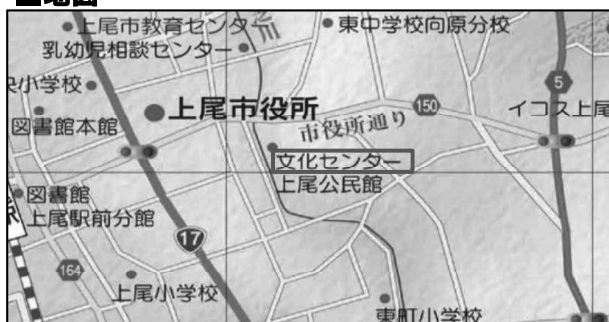 上尾市教育センタ
乳幼児相談センター
東中学校向原分校
小学校
上尾市役所
図書館本館
150
5
イコス上尾
市役所通り
文化センター
上尾公民館
図書館
上尾駅前分館
17
164
上尾小学校
東町小学校